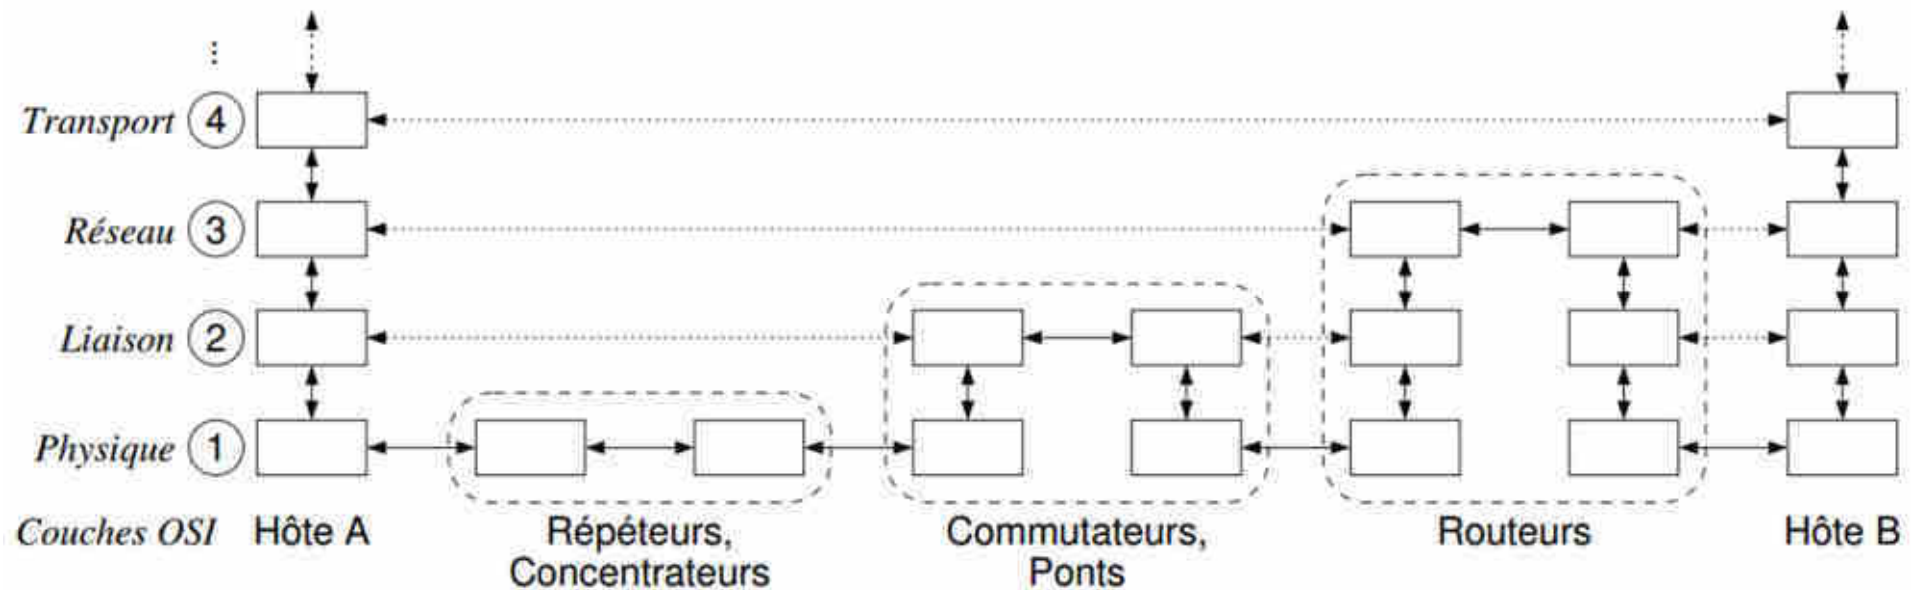 ⋮
Transport 4
Réseau 3
Liaison 2
Physique 1
Couches OSI Hôte A Répéteurs, Commutateurs, Routeurs Hôte B
Concentrateurs Ponts